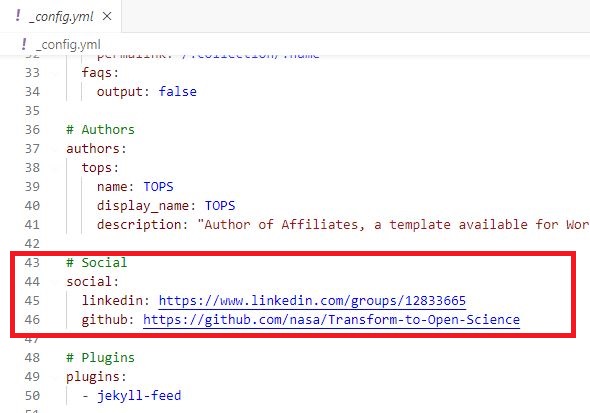 ! _config.yml ×
! _config.yml
32 permalink: /:collection/:name
33 faqs:
34 output: false
35
36 # Authors
37 authors:
38 tops:
39 name: TOPS
40 display_name: TOPS
41 description: "Author of Affiliates, a template available for Wor
42
43 # Social
44 social:
45 linkedin: https://www.linkedin.com/groups/12833665
46 github: https://github.com/nasa/Transform-to-Open-Science
47
48 # Plugins
49 plugins:
50 - jekyll-feed